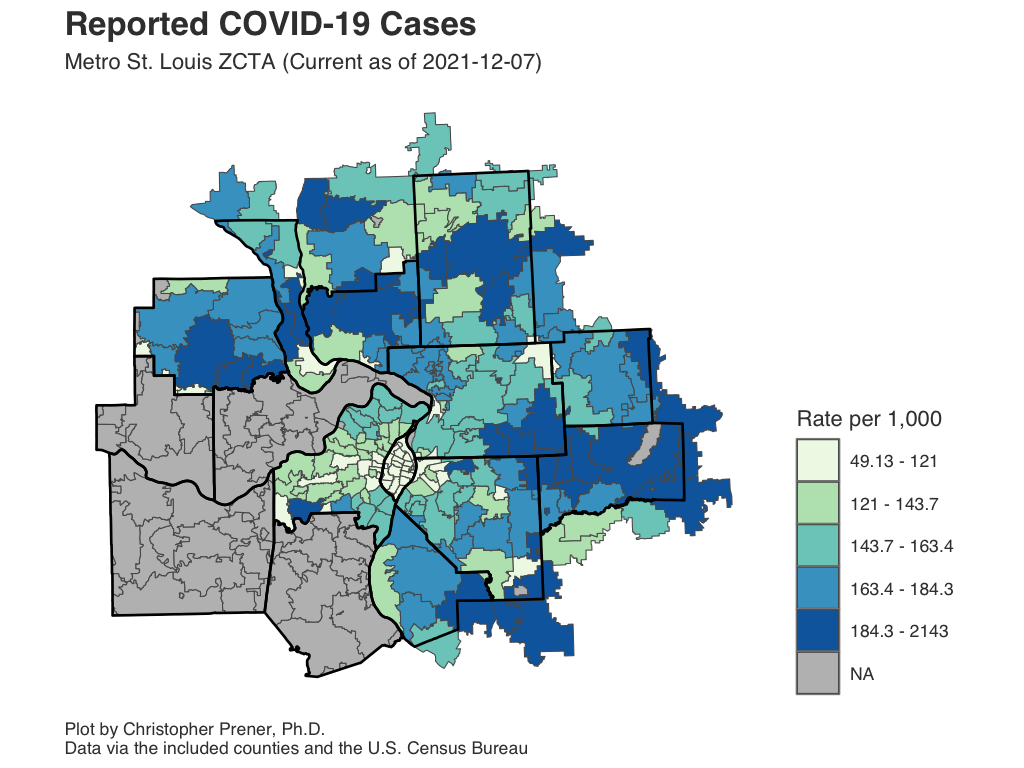 Reported COVID-19 Cases
Metro St. Louis ZCTA (Current as of 2021-12-07)
Rate per 1,000
49.13 - 121
121 - 143.7
143.7 - 163.4
163.4 - 184.3
184.3 - 2143
NA
Plot by Christopher Prener, Ph.D.
Data via the included counties and the U.S. Census Bureau